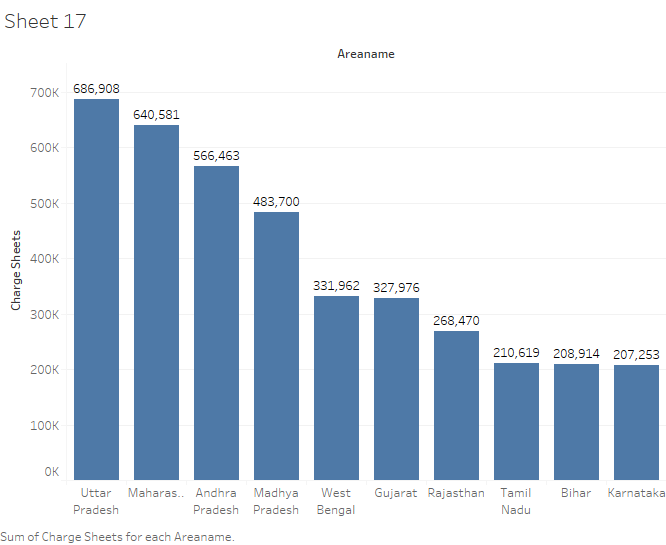 Sheet 17
Areaname
Charge Sheets
700K
600K
500K
400K
300K
200K
100K
0K
686,908
640,581
566,463
483,700
331,962
327,976
268,470
210,619
208,914
207,253
Uttar
Pradesh
Maharas..
Andhra
Pradesh
Madhya
Pradesh
West
Bengal
Gujarat
Rajasthan
Tamil
Nadu
Bihar
Karnataka
Sum of Charge Sheets for each Areaname.